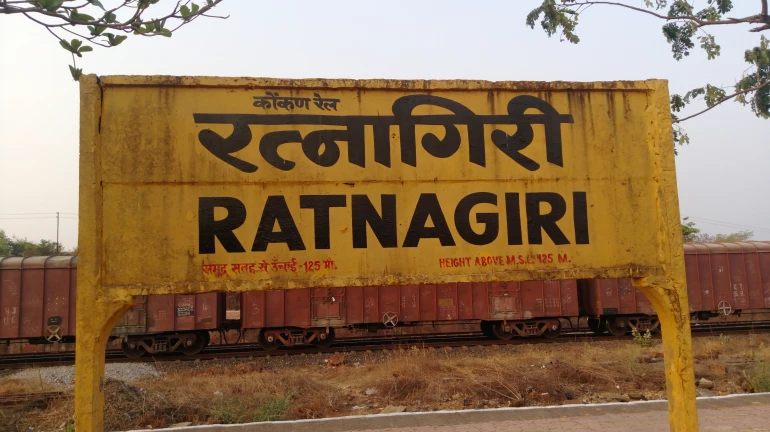 कोंकण रेल
रत्नागिरी
RATNAGIRI
समुद्र सतह से ऊँचाई - 125 मी. HEIGHT ABOVE M.S.L. 125 M.